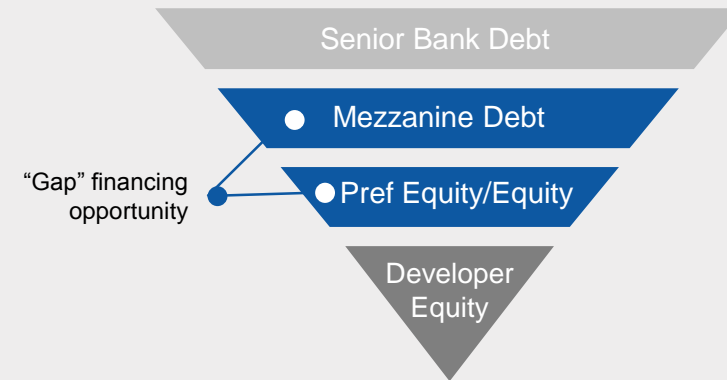 Senior Bank Debt
Mezzanine Debt
“Gap” financing
opportunity
Pref Equity/Equity
Developer
Equity